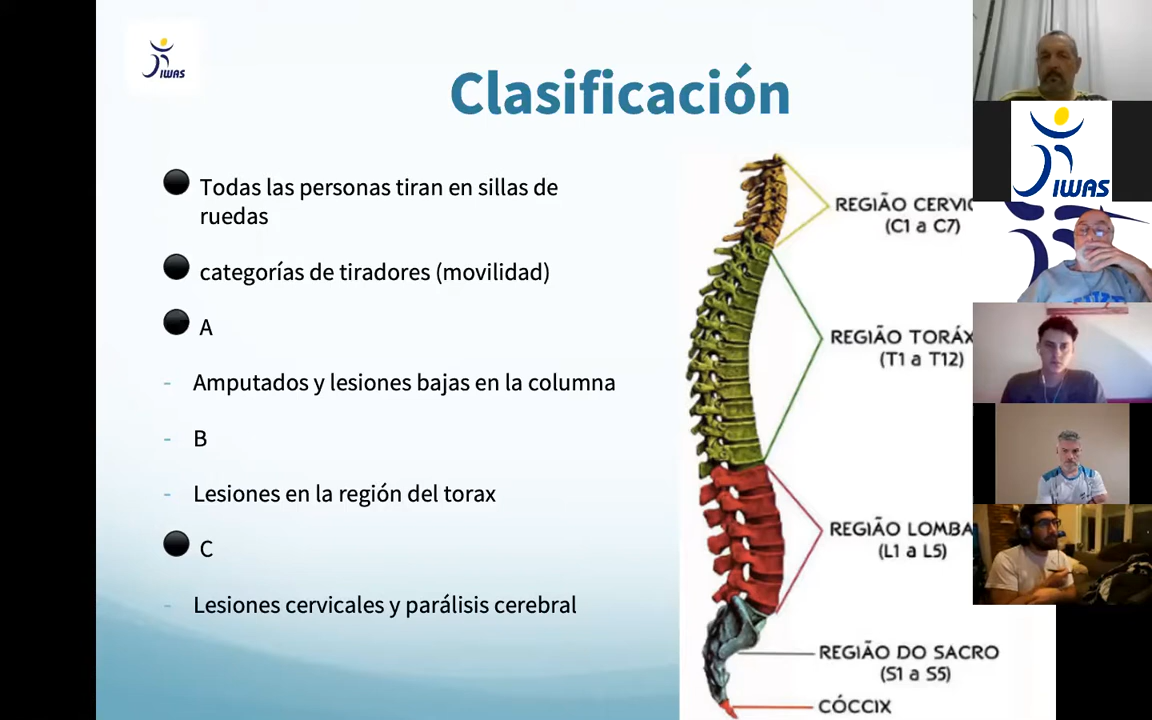 IWAS
Clasificación
Todas las personas tiran en sillas de
ruedas
categorías de tiradores (movilidad)
A
Amputados y lesiones bajas en la columna
B
Lesiones en la región del torax
C
Lesiones cervicales y parálisis cerebral
REGIÃO CERVIC
(C1 a C7)
REGIÃO TORÁX
(T1 a T12)
REGIÃO LOMBA
(L1 a L5)
REGIÃO DO SACRO
(S1 a S5)
CÓCCIX
IWAS